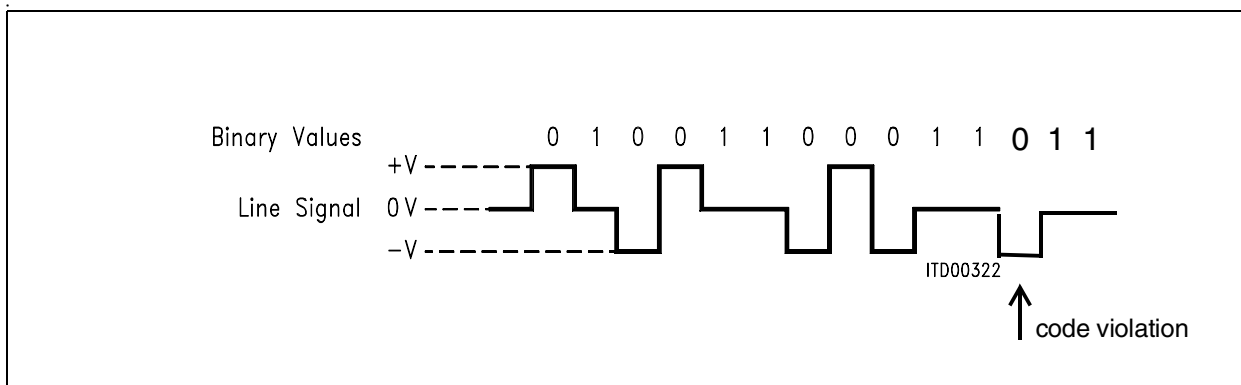 Binary Values 0 1 0 0 1 1 0 0 0 1 1 0 1 1
+V
Line Signal 0V
−V
ITD00322
code violation